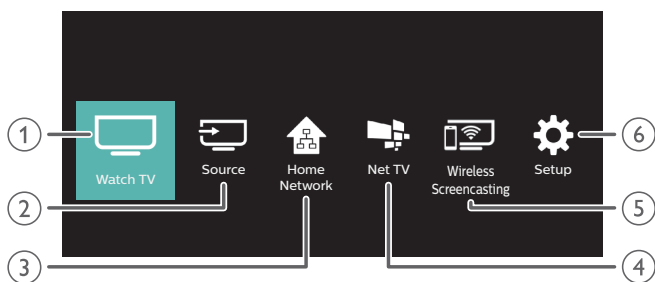 1
Watch TV
2
Source
3
Home
Network
4
Net TV
5
Wireless
Screencasting
6
Setup